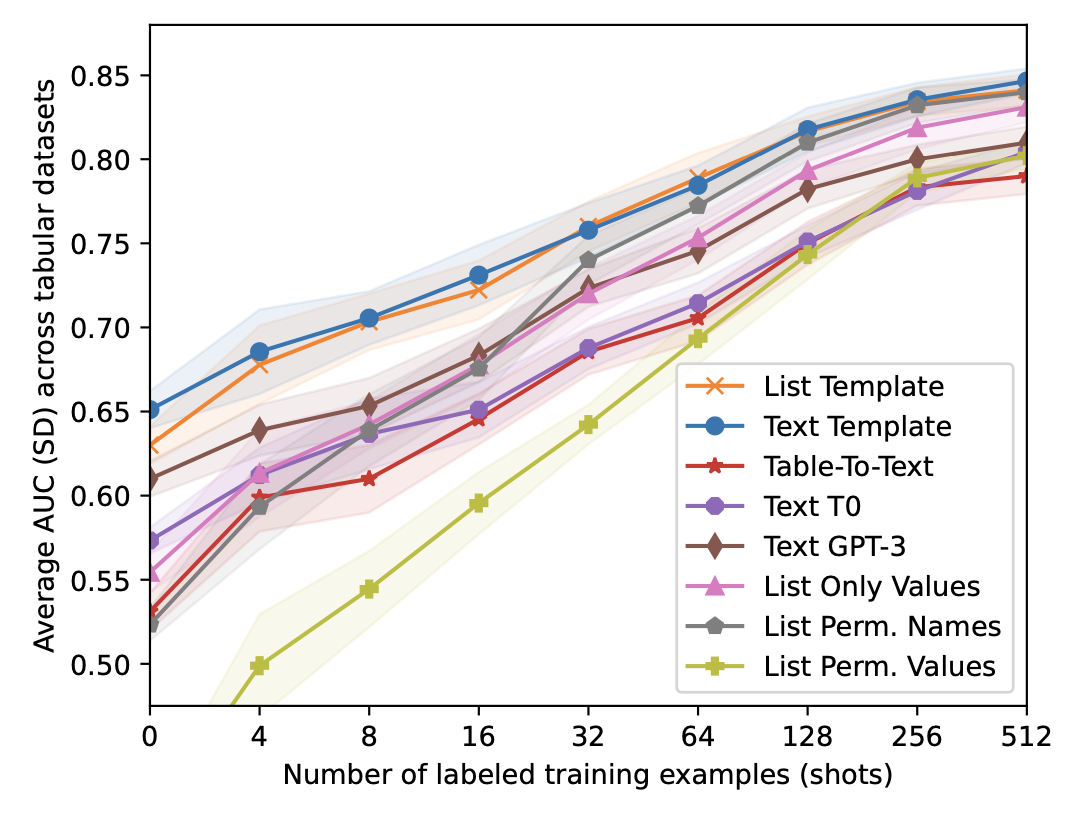 Average AUC (SD) across tabular datasets
0.85
0.80
0.75
0.70
0.65
0.60
0.55
0.50
List Template
Text Template
Table-To-Text
Text T0
Text GPT-3
List Only Values
List Perm. Names
List Perm. Values
0 4 8 16 32 64 128 256 512
Number of labeled training examples (shots)